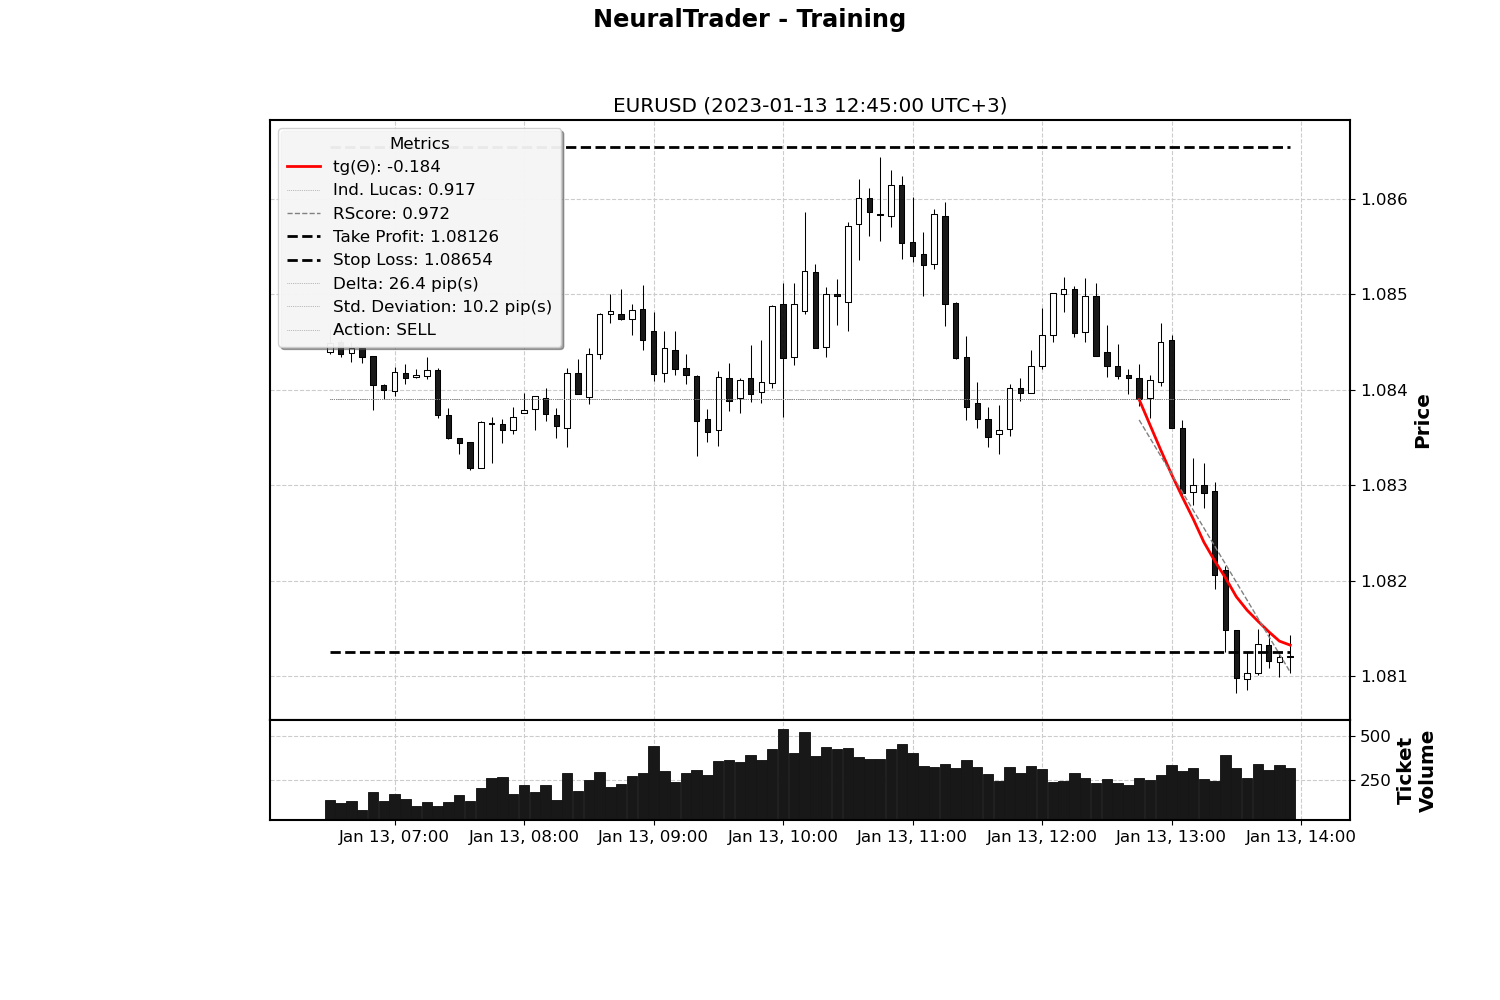 NeuralTrader - Training
EURUSD (2023-01-13 12:45:00 UTC+3)
Metrics
tg(Θ): -0.184
Ind. Lucas: 0.917
RScore: 0.972
Take Profit: 1.08126
Stop Loss: 1.08654
Delta: 26.4 pip(s)
Std. Deviation: 10.2 pip(s)
Action: SELL
1.086
1.085
1.084
1.083
1.082
1.081
Price
500
250
Ticket
Volume
Jan 13, 07:00
Jan 13, 08:00
Jan 13, 09:00
Jan 13, 10:00
Jan 13, 11:00
Jan 13, 12:00
Jan 13, 13:00
Jan 13, 14:00